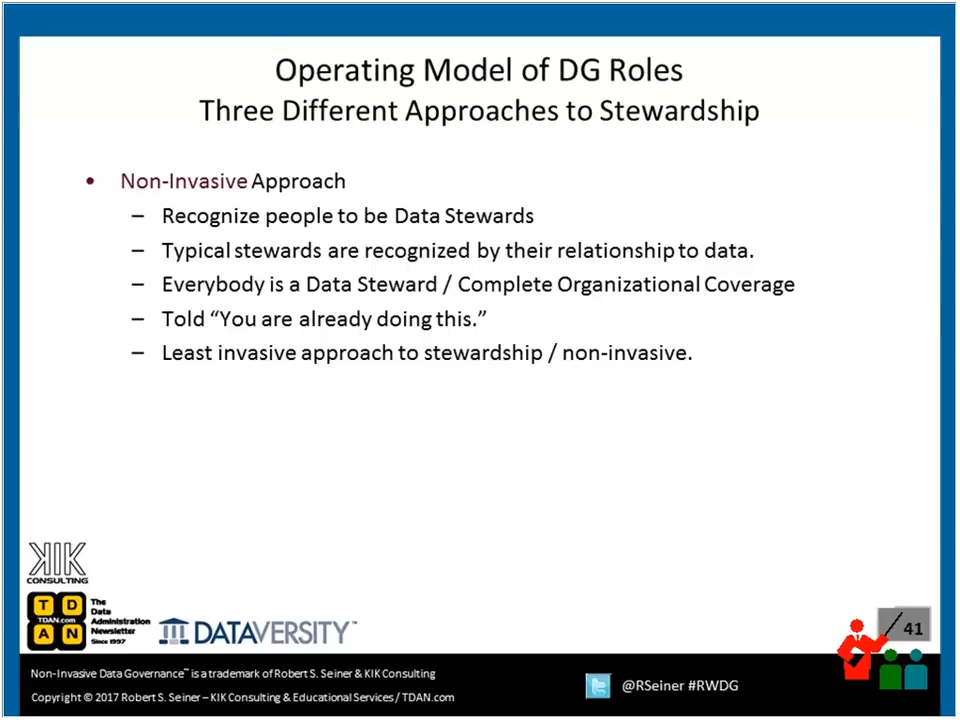 Operating Model of DG Roles
Three Different Approaches to Stewardship
• Non-Invasive Approach
– Recognize people to be Data Stewards
– Typical stewards are recognized by their relationship to data.
– Everybody is a Data Steward / Complete Organizational Coverage
– Told “You are already doing this.”
– Least invasive approach to stewardship / non-invasive.
KIK
CONSULTING
T D
TDAN.com
A N
The
Data
Administration
Newsletter
Since 1997
DATAVERSITY™
/ 41
Non-Invasive Data Governance™ is a trademark of Robert S. Seiner & KIK Consulting
Copyright © 2017 Robert S. Seiner – KIK Consulting & Educational Services / TDAN.com
@RSeiner #RWDG